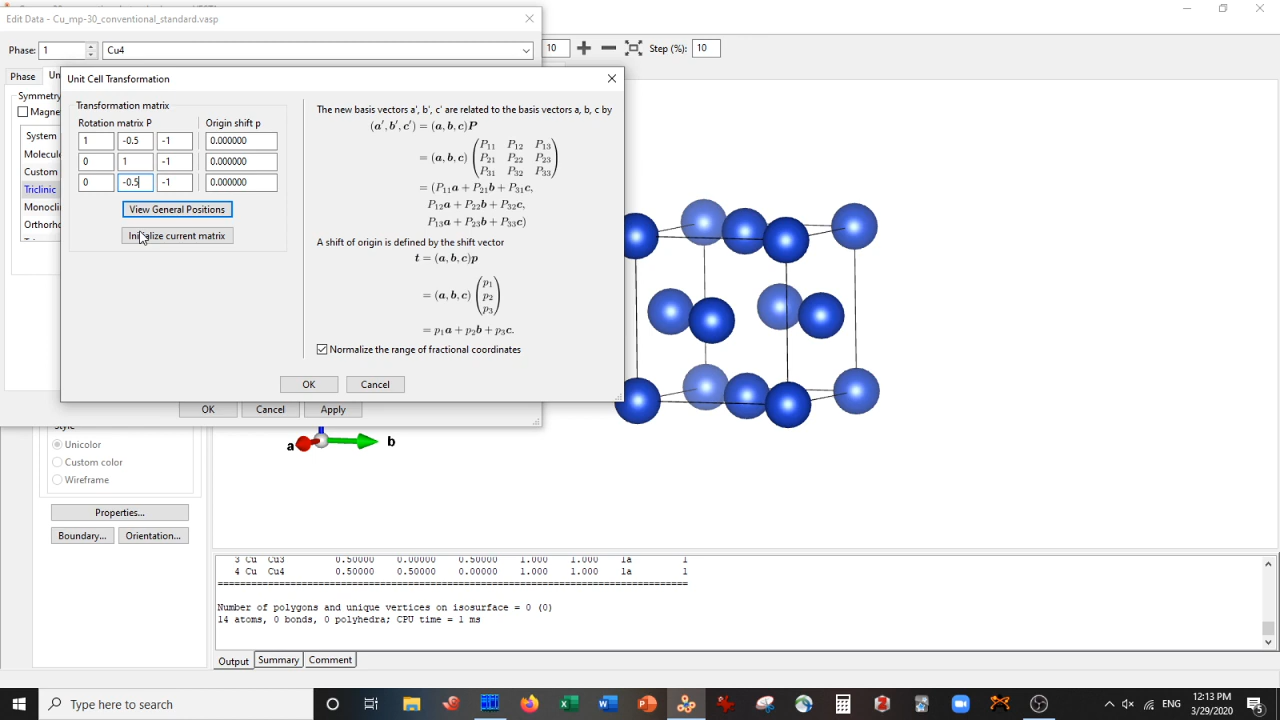 Edit Data - Cu_mp-30_conventional_standard.vasp
Phase: 1 Cu4
10 Step (%): 10
Phase Un
Unit Cell Transformation
Symmetry
Magne
System
Molecul
Custom
Triclinic
Monocli
Orthorh
Transformation matrix
Rotation matrix P Origin shift p
1 -0.5 -1 0.000000
0 1 -1 0.000000
0 -0.5 -1 0.000000
View General Positions
Initialize current matrix
The new basis vectors a', b', c' are related to the basis vectors a, b, c by
(a', b', c') = (a, b, c)P
= (a, b, c) (P11 P12 P13
P21 P22 P23
P31 P32 P33)
= (P11a + P21b + P31c,
P12a + P22b + P32c,
P13a + P23b + P33c)
A shift of origin is defined by the shift vector
t = (a, b, c)p
= (a, b, c) (p1
p2
p3)
= p1a + p2b + p3c.
Normalize the range of fractional coordinates
OK Cancel
OK Cancel Apply
Style
Unicolor
Custom color
Wireframe
Properties...
Boundary... Orientation...
a b
3 Cu Cu3 0.50000 0.00000 0.50000 1.000 1.000 1a 1
4 Cu Cu4 0.50000 0.50000 0.00000 1.000 1.000 1a 1
Number of polygons and unique vertices on isosurface = 0 (0)
14 atoms, 0 bonds, 0 polyhedra; CPU time = 1 ms
Output Summary Comment
Type here to search
ENG
12:13 PM
3/29/2020
5